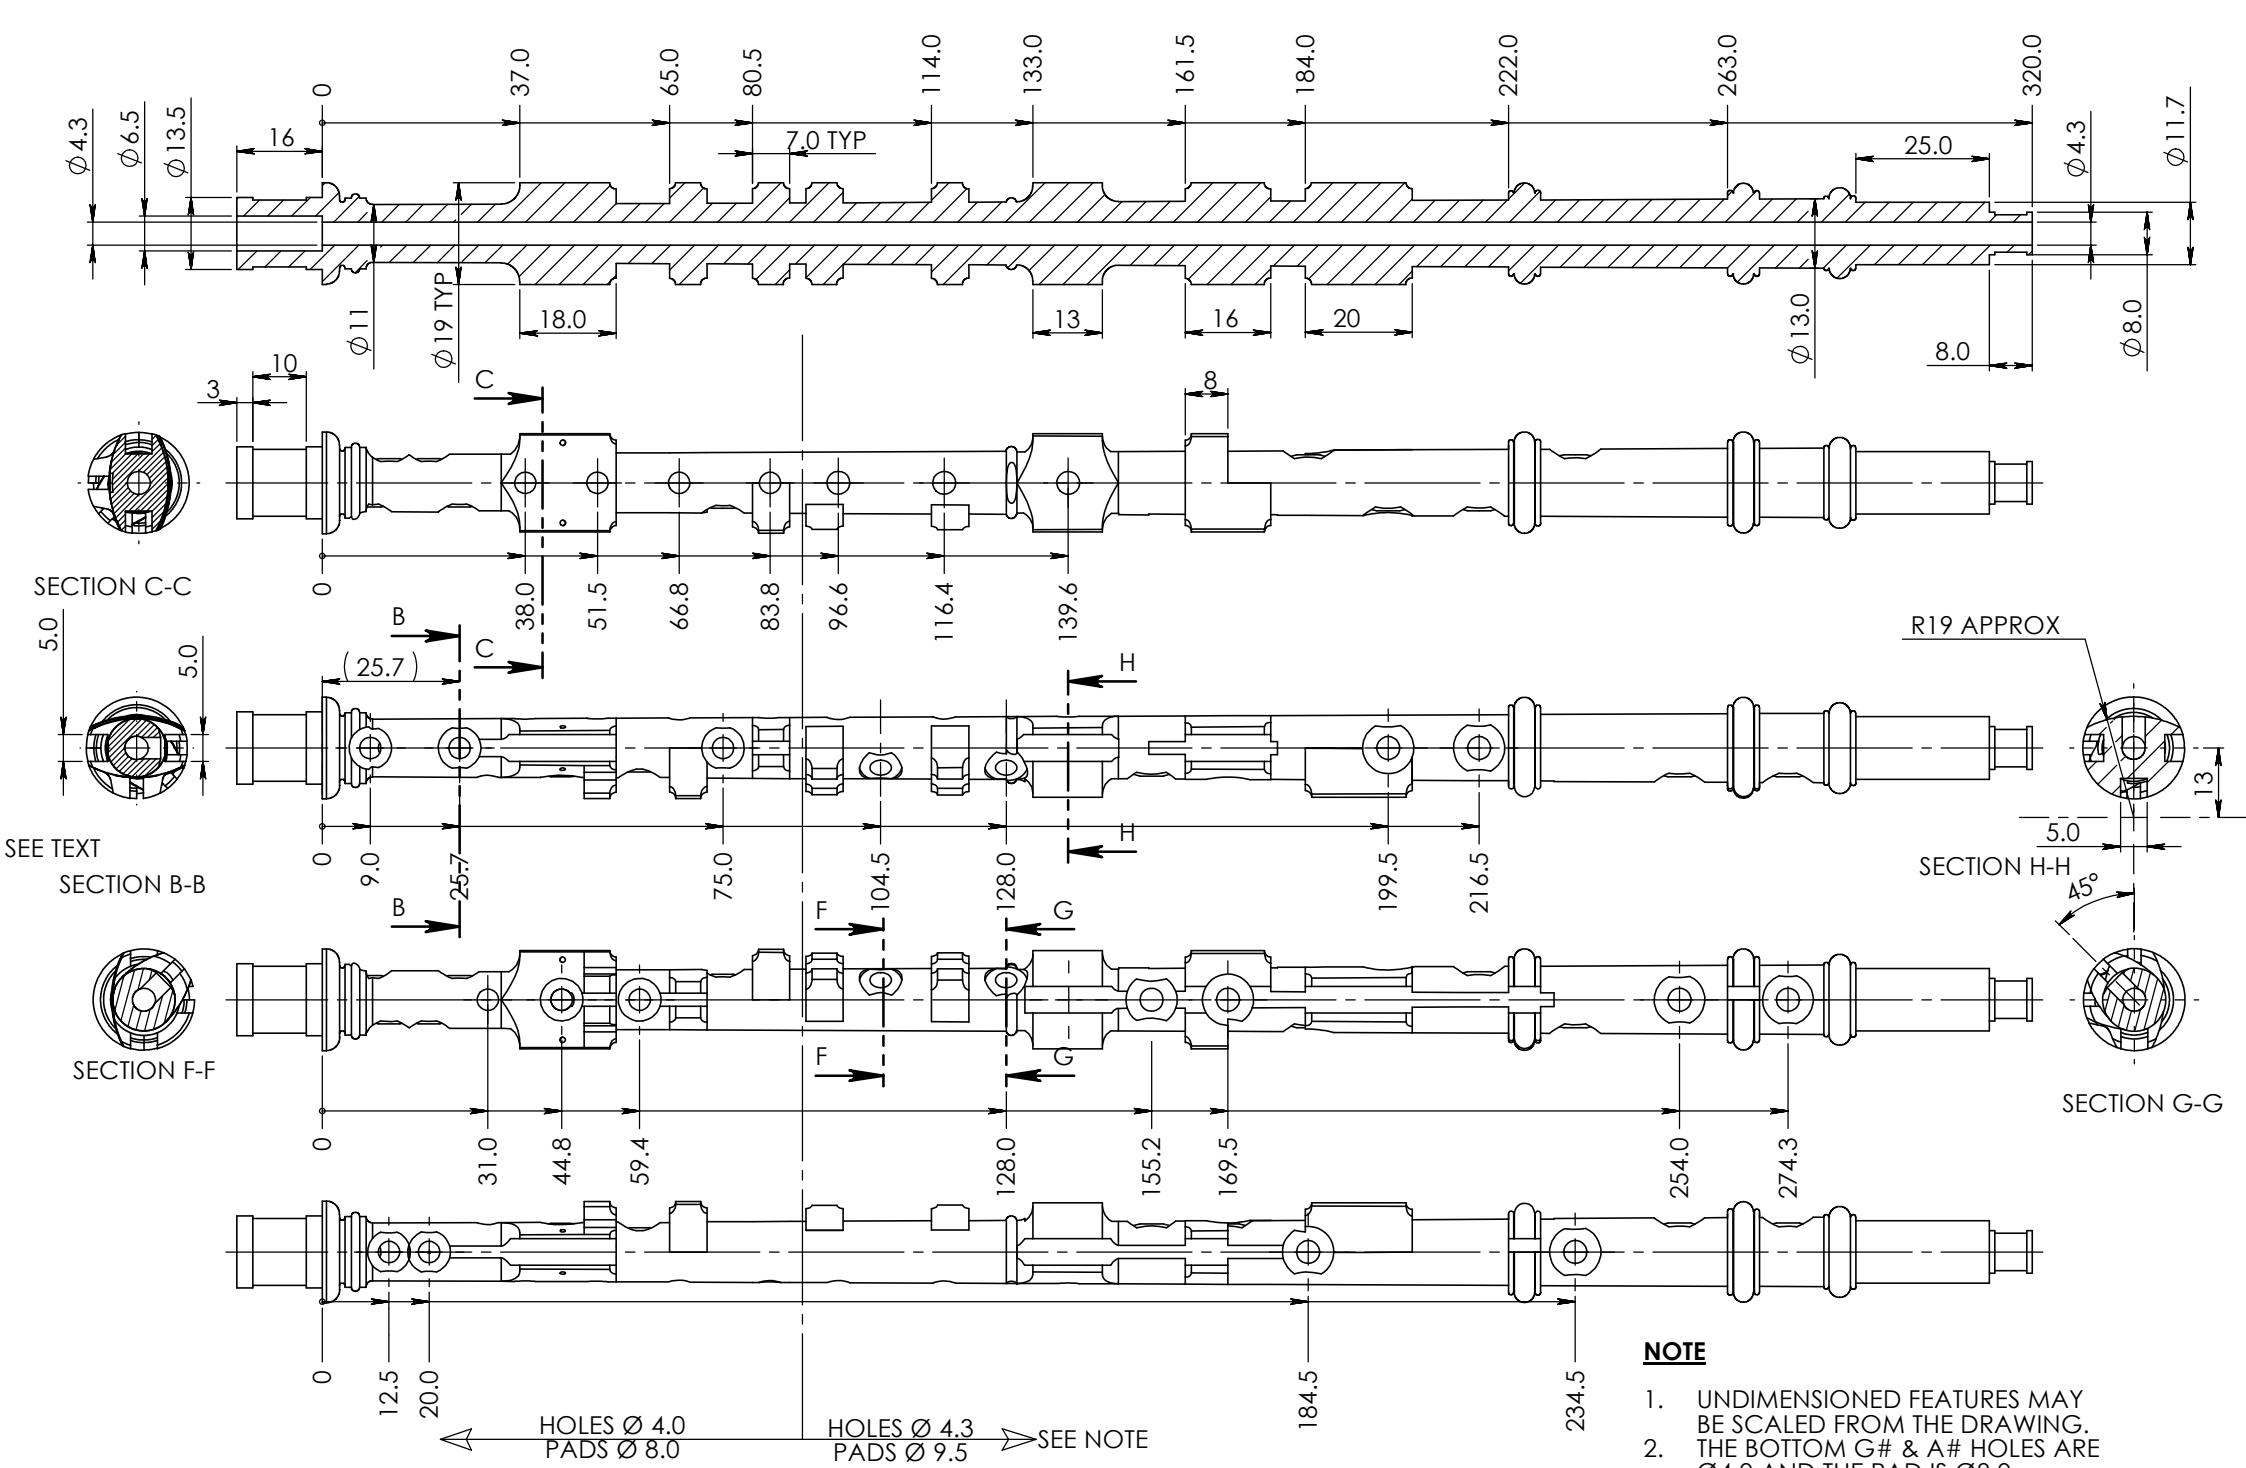 0
37.0
65.0
80.5
114.0
133.0
161.5
184.0
222.0
263.0
320.0
Ø4.3
Ø6.5
Ø13.5
16
7.0 TYP
25.0
Ø4.3
Ø11.7
Ø11
Ø19 TYP
18.0
13
16
20
Ø13.0
8.0
Ø8.0
3
10
C
8
SECTION C-C
0
38.0
51.5
66.8
83.8
96.6
116.4
139.6
C
5.0
5.0
B
(25.7)
H
R19 APPROX
13
5.0
SEE TEXT
SECTION B-B
0
9.0
25.7
75.0
104.5
128.0
H
199.5
216.5
SECTION H-H
B
F
G
45°
SECTION F-F
F
G
SECTION G-G
0
31.0
44.8
59.4
128.0
155.2
169.5
254.0
274.3
0
12.5
20.0
184.5
234.5
HOLES Ø 4.0
PADS Ø 8.0
HOLES Ø 4.3
PADS Ø 9.5
SEE NOTE
NOTE
1. UNDIMENSIONED FEATURES MAY
BE SCALED FROM THE DRAWING.
2. THE BOTTOM G# & A# HOLES ARE
AND THE PAD IS